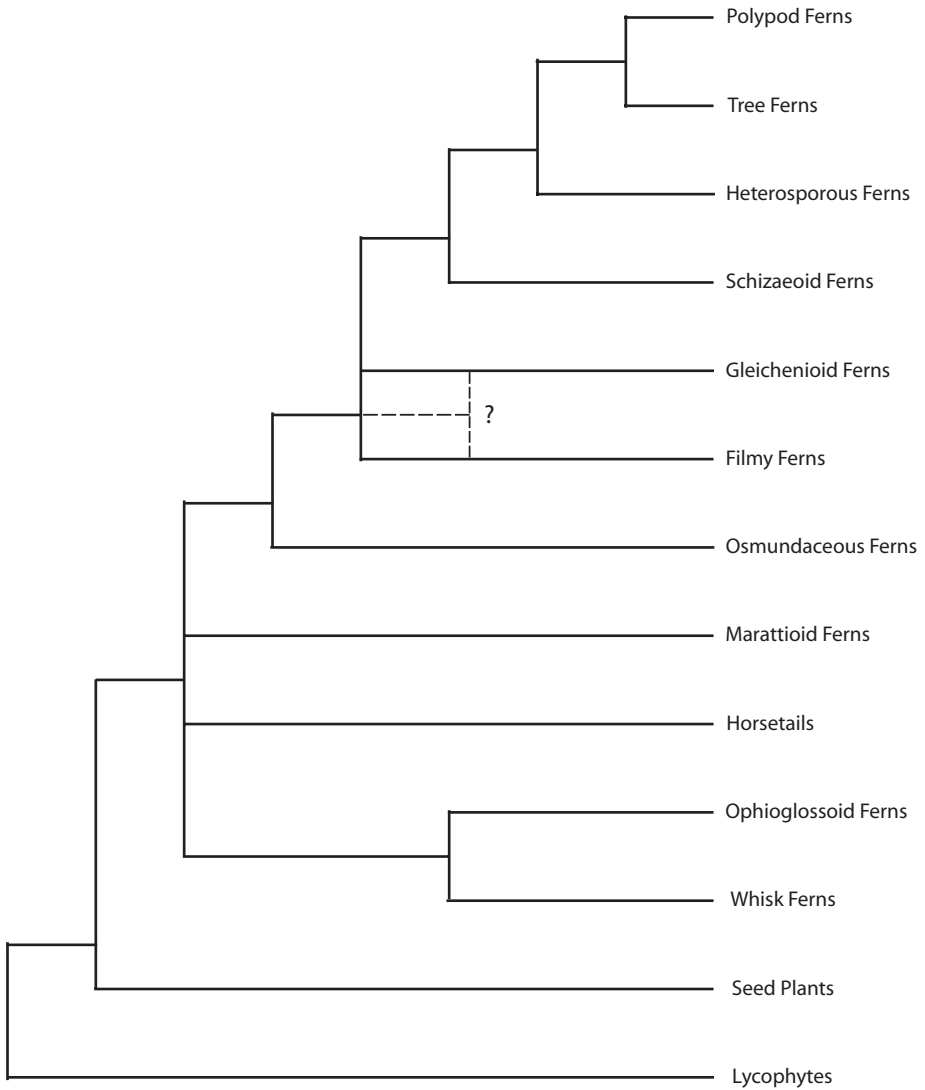 Polypod Ferns
Tree Ferns
Heterosporous Ferns
Schizaeoid Ferns
Gleichenioid Ferns
?
Filmy Ferns
Osmundaceous Ferns
Marattioid Ferns
Horsetails
Ophioglossoid Ferns
Whisk Ferns
Seed Plants
Lycophytes